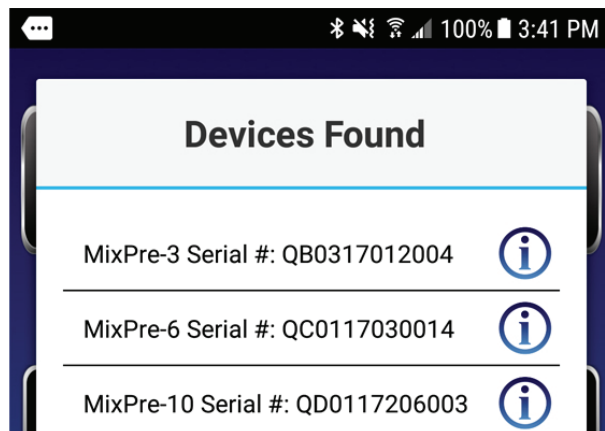 100% 3:41 PM
Devices Found
MixPre-3 Serial #: QB0317012004
MixPre-6 Serial #: QC0117030014
MixPre-10 Serial #: QD0117206003